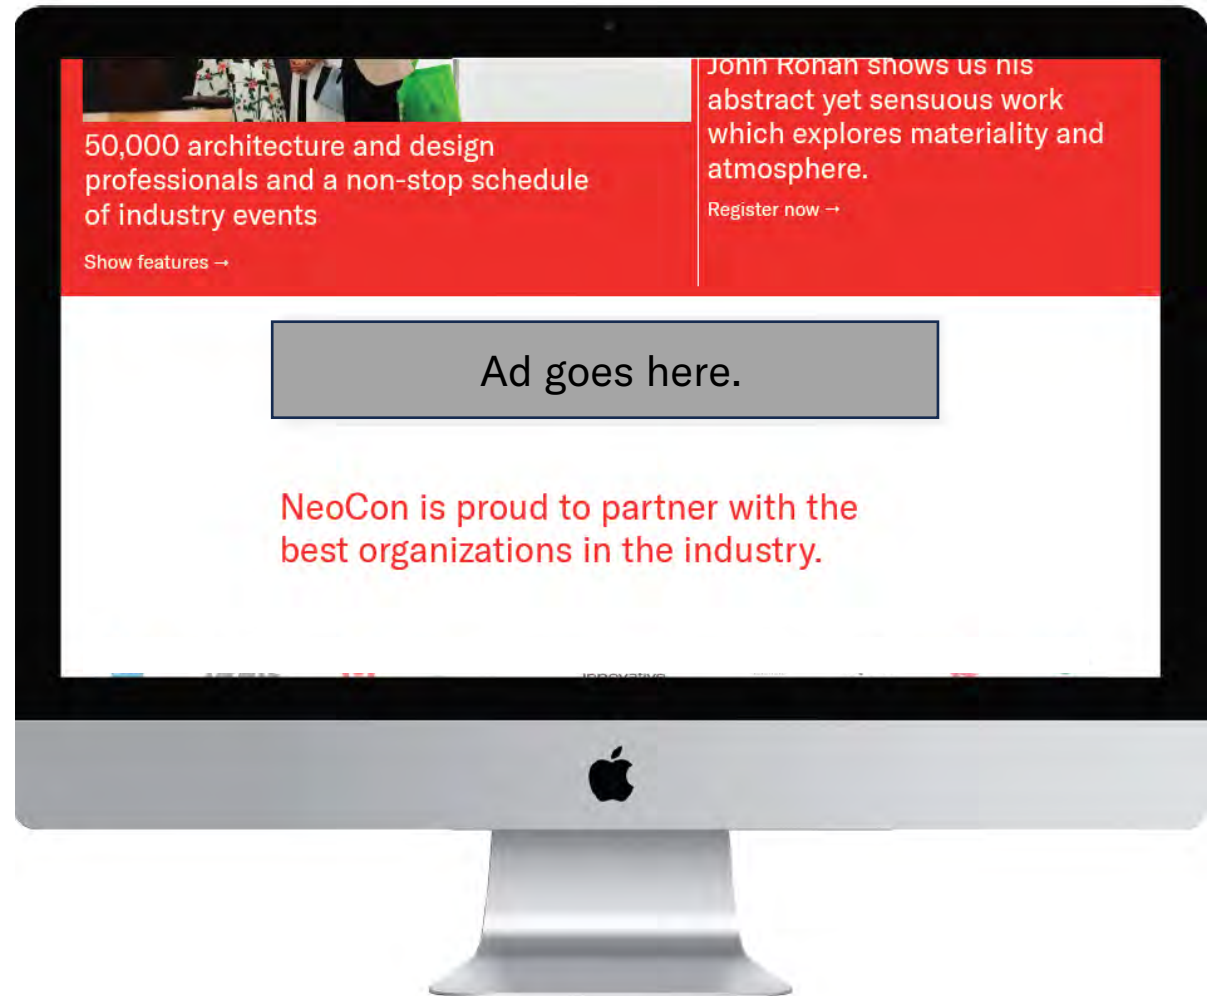 50,000 architecture and design
professionals and a non-stop schedule
of industry events
Show features →
John Ronan shows us his
abstract yet sensuous work
which explores materiality and
atmosphere.
Register now →
Ad goes here.
NeoCon is proud to partner with the
best organizations in the industry.
innovative